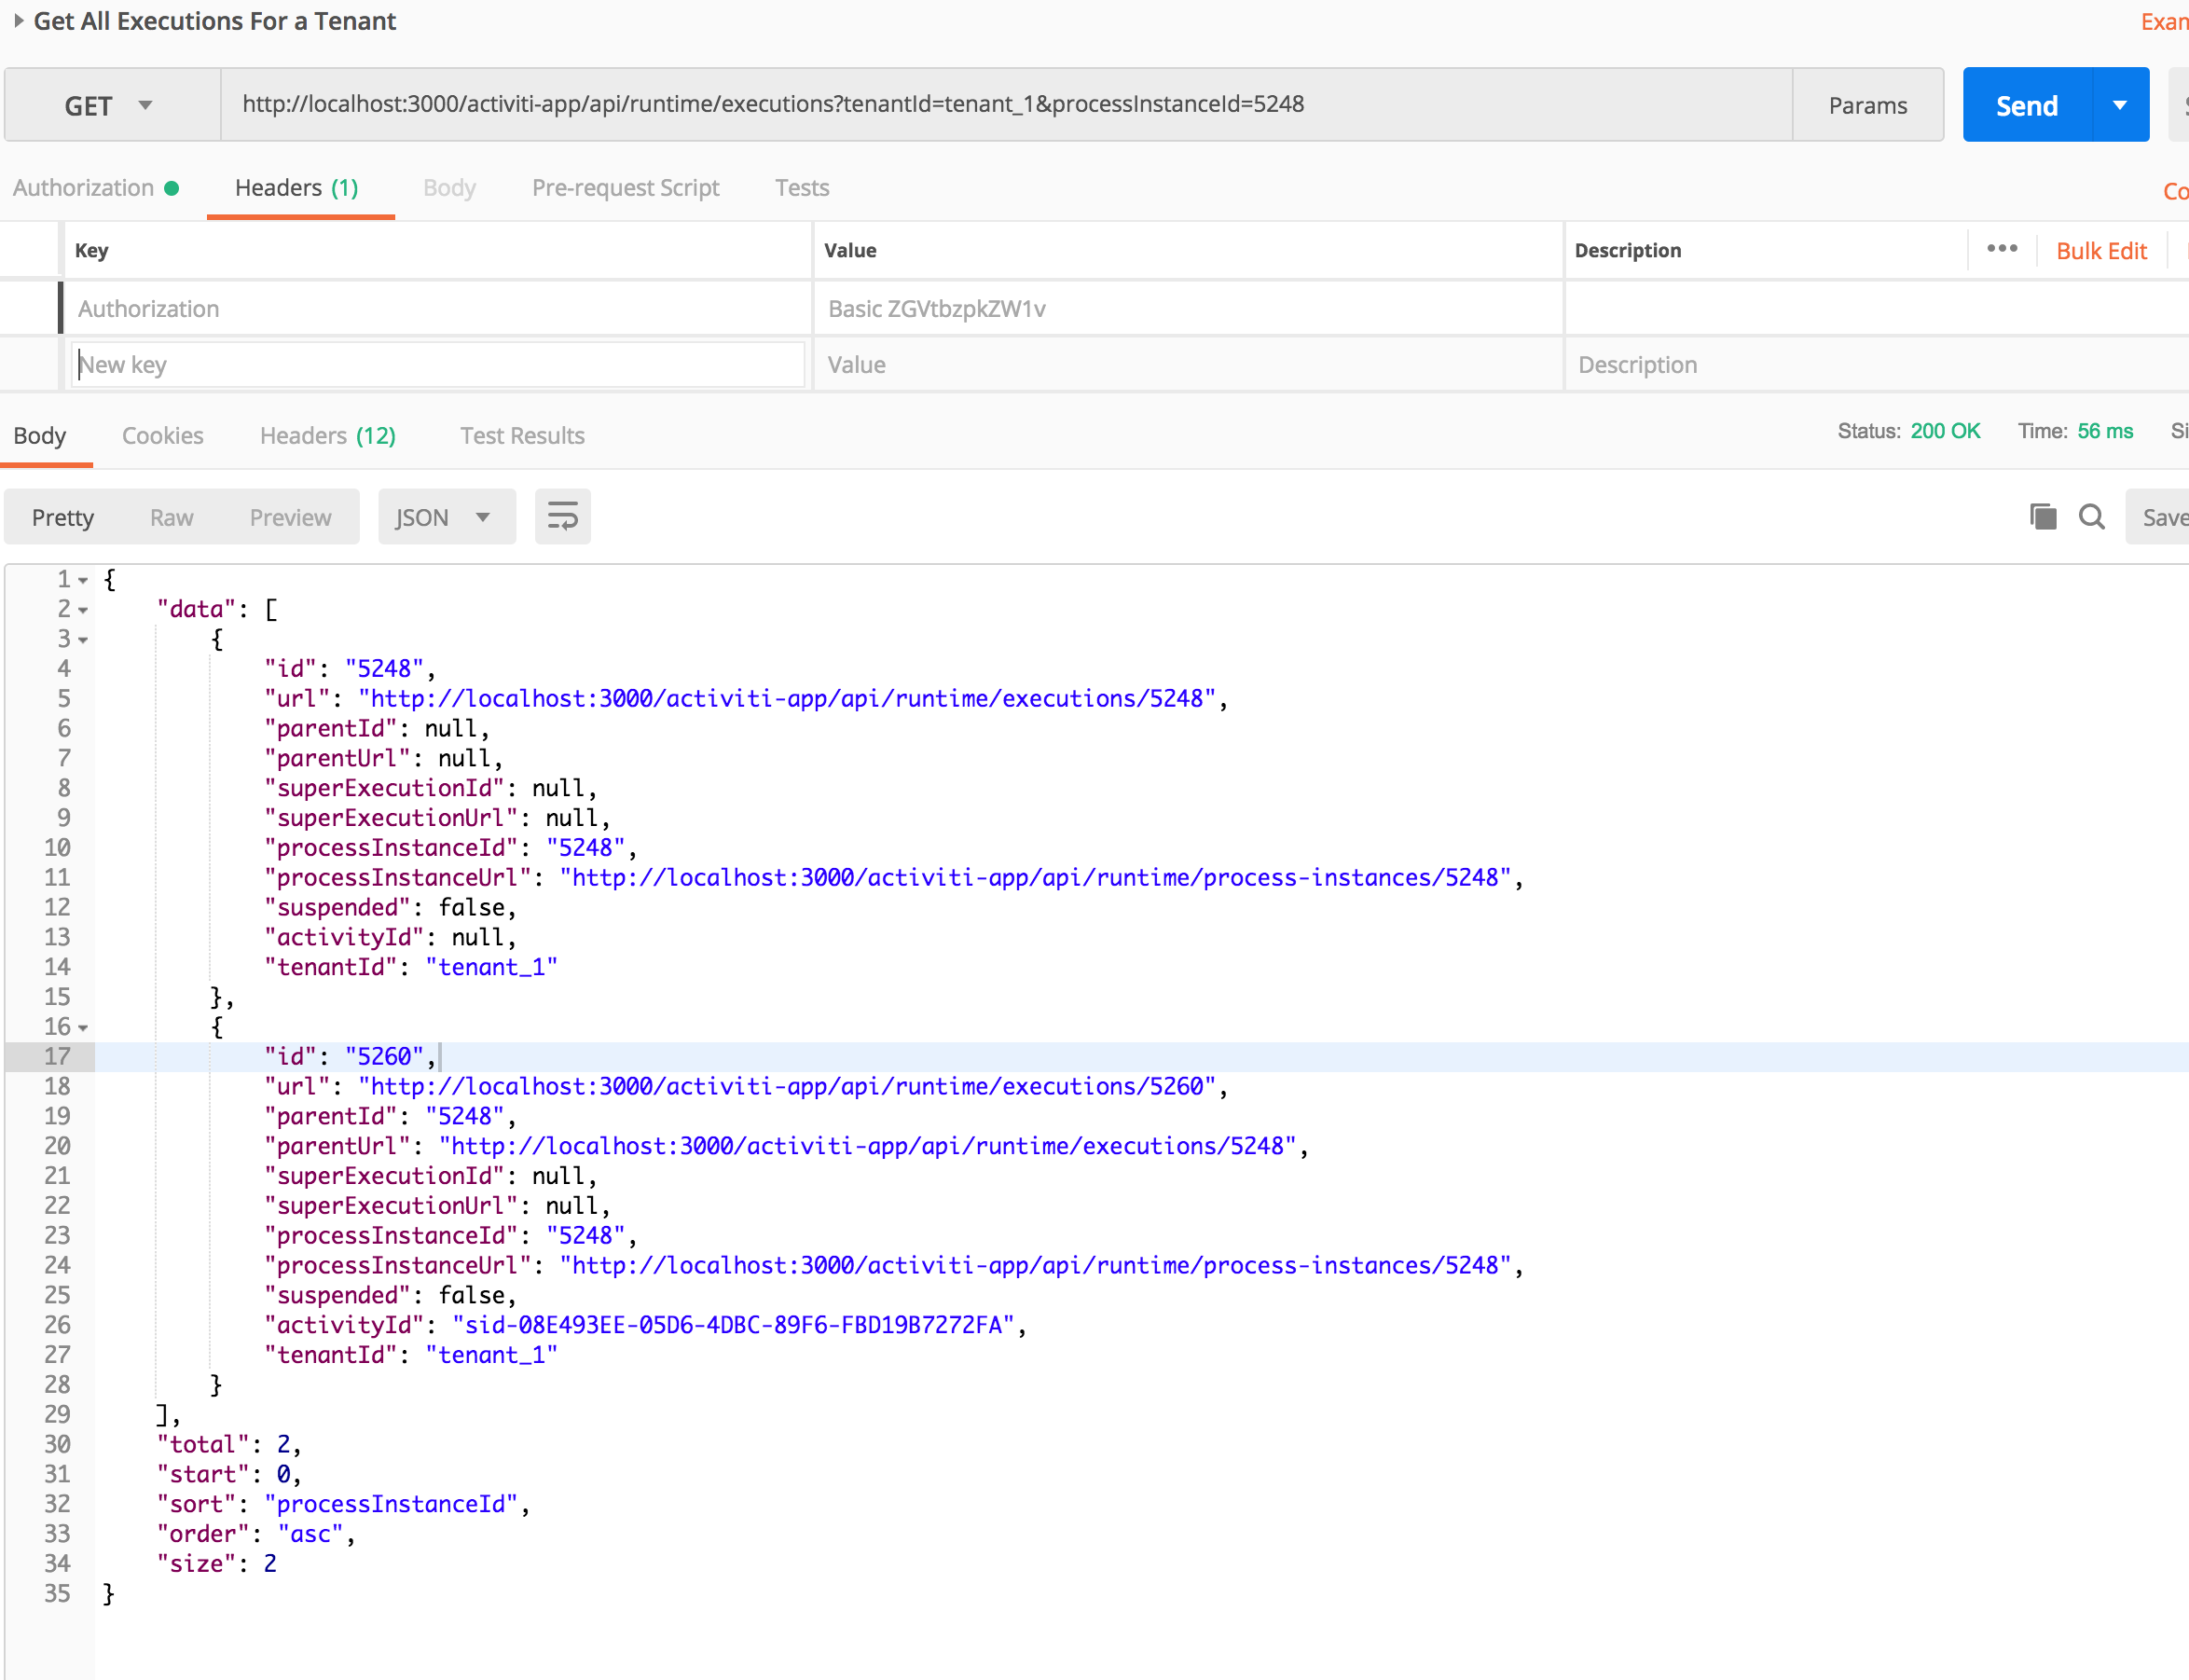 Get All Executions For a Tenant
Exam
GET http://localhost:3000/activiti-app/api/runtime/executions?tenantId=tenant_1&processInstanceId=5248 Params Send
Authorization Headers (1) Body Pre-request Script Tests Co
Key Value Description ••• Bulk Edit
Authorization Basic ZGVtbzpkZW1v
New key Value Description
Body Cookies Headers (12) Test Results Status: 200 OK Time: 56 ms Si
Pretty Raw Preview JSON Save
1 {
2 "data": [
3 {
4 "id": "5248",
5 "url": "http://localhost:3000/activiti-app/api/runtime/executions/5248",
6 "parentId": null,
7 "parentUrl": null,
8 "superExecutionId": null,
9 "superExecutionUrl": null,
10 "processInstanceId": "5248",
11 "processInstanceUrl": "http://localhost:3000/activiti-app/api/runtime/process-instances/5248",
12 "suspended": false,
13 "activityId": null,
14 "tenantId": "tenant_1"
15 },
16 {
17 "id": "5260",
18 "url": "http://localhost:3000/activiti-app/api/runtime/executions/5260",
19 "parentId": "5248",
20 "parentUrl": "http://localhost:3000/activiti-app/api/runtime/executions/5248",
21 "superExecutionId": null,
22 "superExecutionUrl": null,
23 "processInstanceId": "5248",
24 "processInstanceUrl": "http://localhost:3000/activiti-app/api/runtime/process-instances/5248",
25 "suspended": false,
26 "activityId": "sid-08E493EE-05D6-4DBC-89F6-FBD19B7272FA",
27 "tenantId": "tenant_1"
28 }
29 ],
30 "total": 2,
31 "start": 0,
32 "sort": "processInstanceId",
33 "order": "asc",
34 "size": 2
35 }